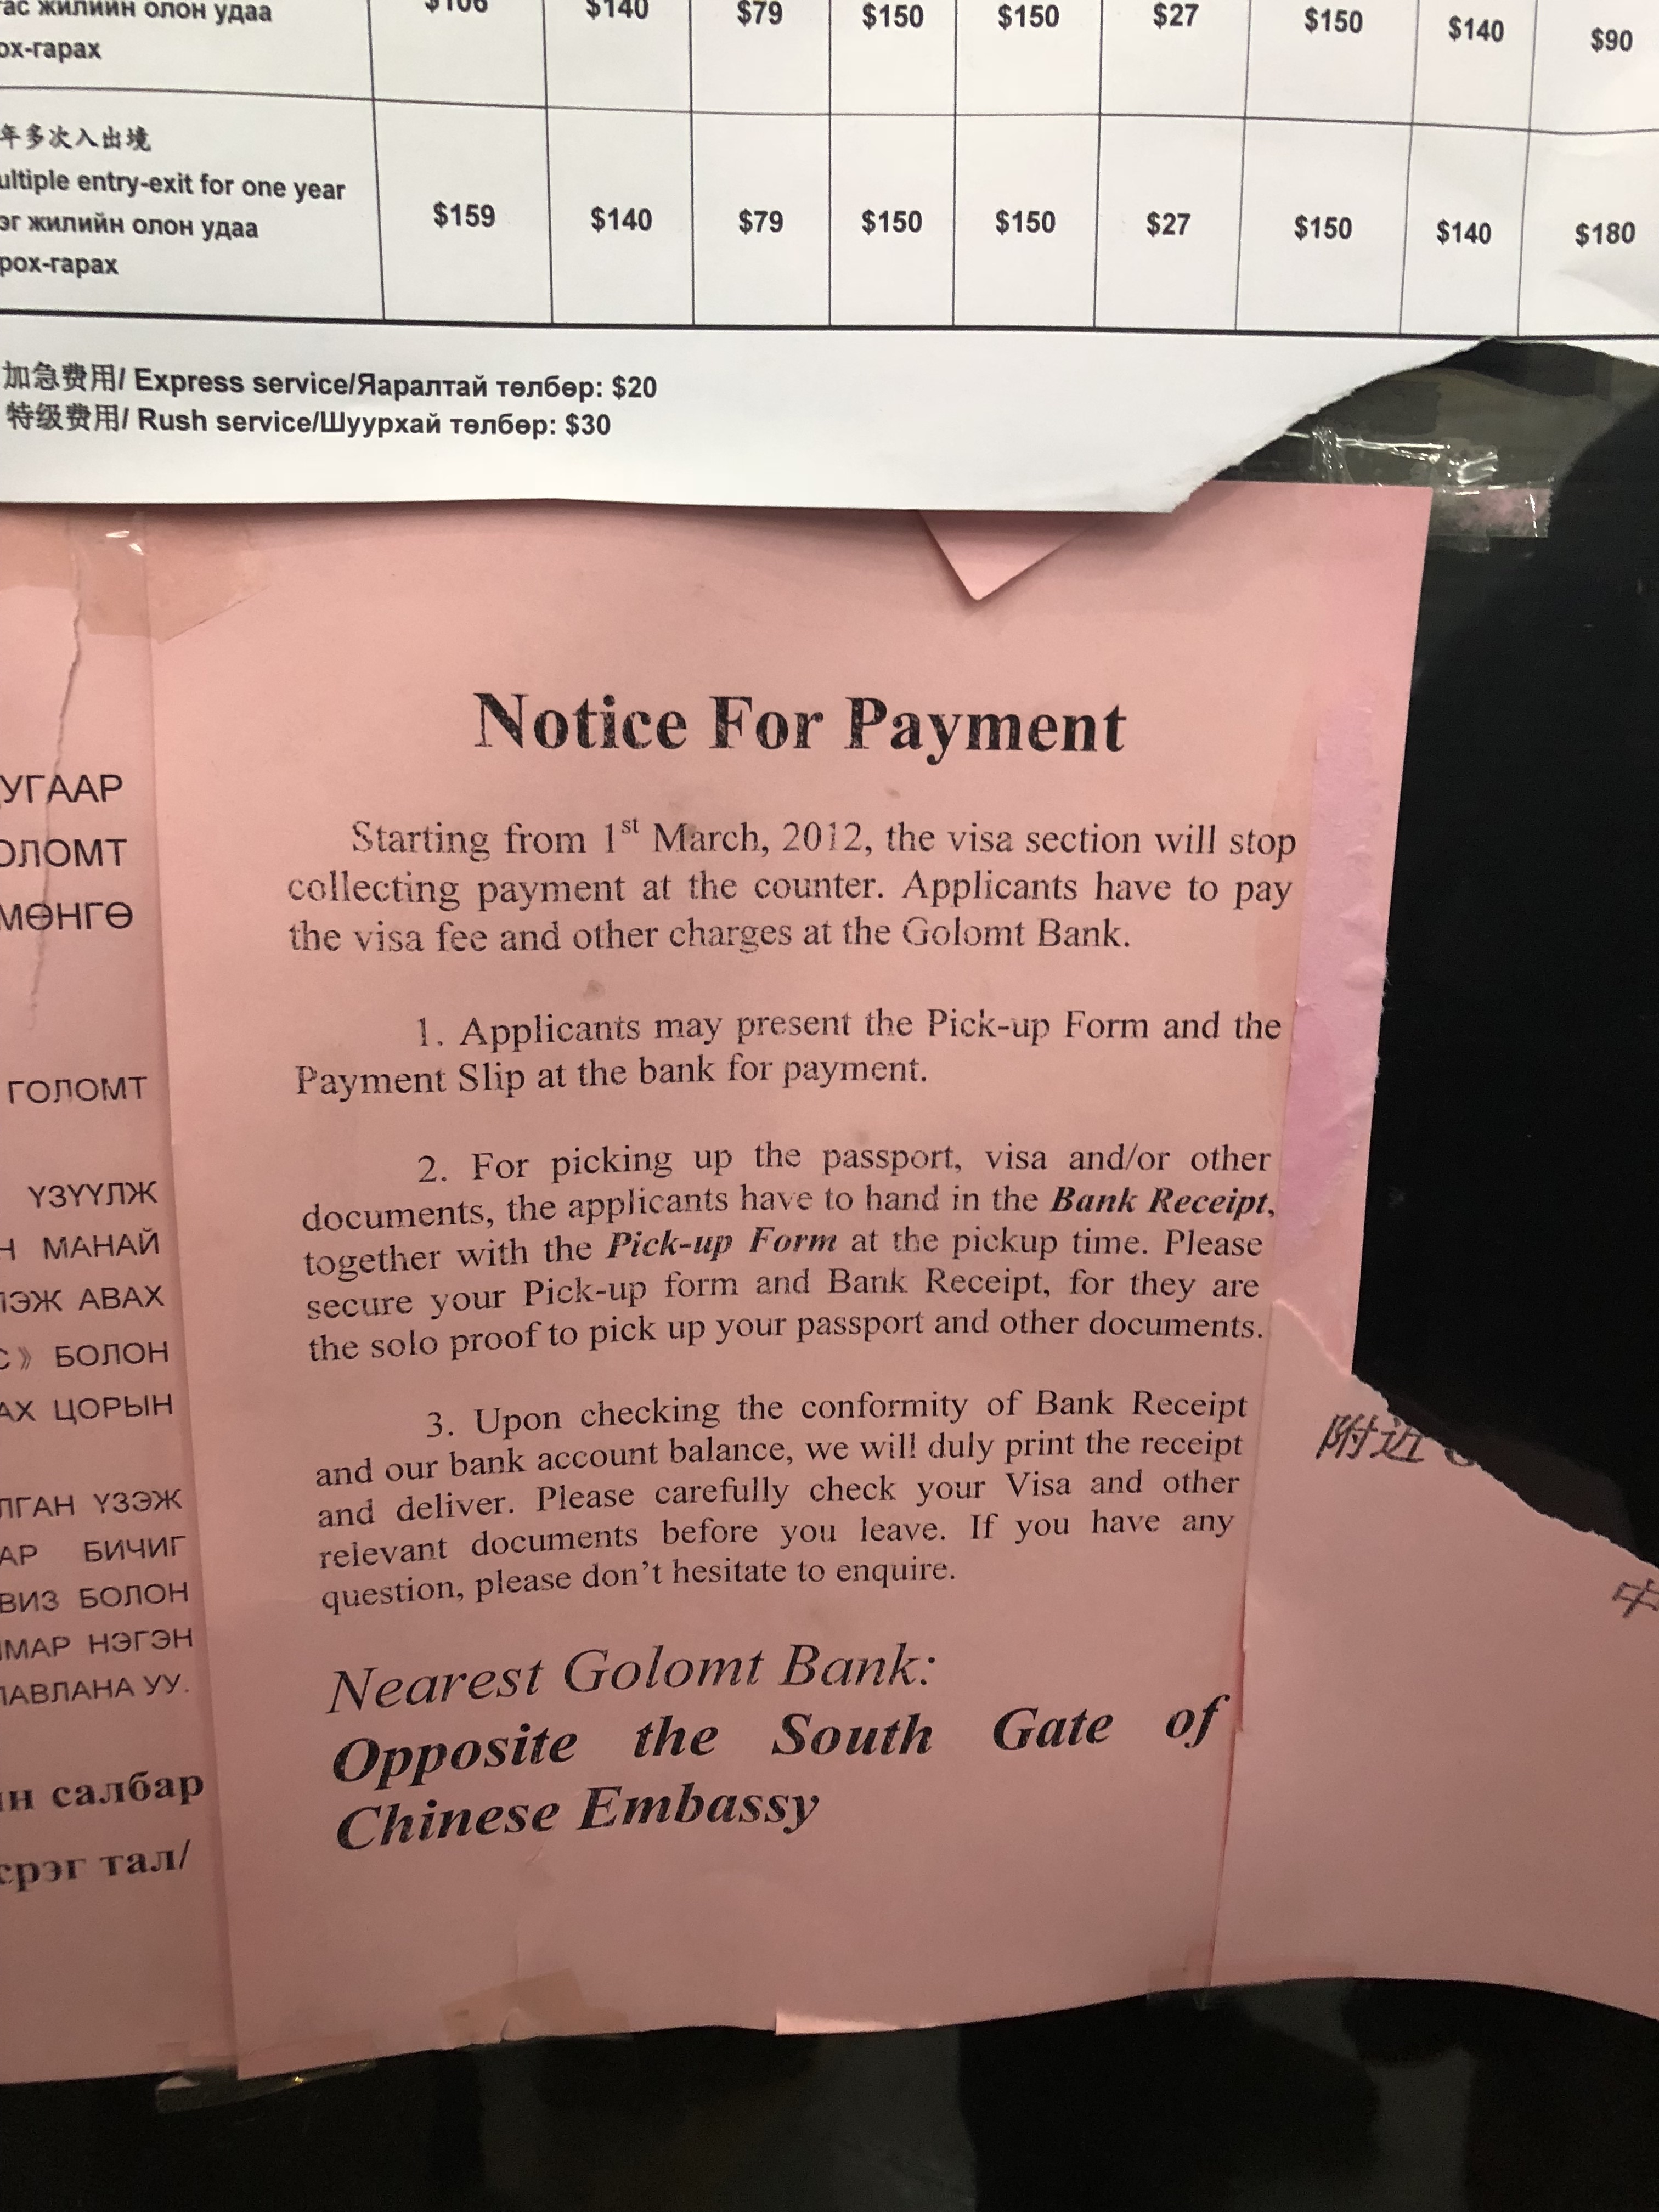 жилийн олон удаа
$106 $140 $79 $150 $150 $27 $150 $140 $90
年多次入出境
ultiple entry-exit for one year
жилийн олон удаа
рох-гарах
$159 $140 $79 $150 $150 $27 $150 $140 $180
加急费用/ Express service/Яаралтай төлбөр: $20
特级费用/ Rush service/Шуурхай төлбөр: $30
УГААР
ОЛОМТ
МӨНГӨ
ГОЛОМТ
ҮЗҮҮЛЖ
Н МАНАЙ
ЛЭЖ АВАХ
С》 БОЛОН
АХ ЦОРЫН
ЛГАН ҮЗЭЖ
АР БИЧИГ
ВИЗ БОЛОН
ЯМАР НЭГЭН
ЛАВЛАНА УУ.
ын салбар
эсрэг тал/
Notice For Payment
Starting from 1st March, 2012, the visa section will stop
collecting payment at the counter. Applicants have to pay
the visa fee and other charges at the Golomt Bank.
1. Applicants may present the Pick-up Form and the
Payment Slip at the bank for payment.
2. For picking up the passport, visa and/or other
documents, the applicants have to hand in the Bank Receipt,
together with the Pick-up Form at the pickup time. Please
secure your Pick-up form and Bank Receipt, for they are
the solo proof to pick up your passport and other documents.
3. Upon checking the conformity of Bank Receipt
and our bank account balance, we will duly print the receipt
and deliver. Please carefully check your Visa and other
relevant documents before you leave. If you have any
question, please don't hesitate to enquire.
Nearest Golomt Bank:
Opposite the South Gate of
Chinese Embassy
附近
中